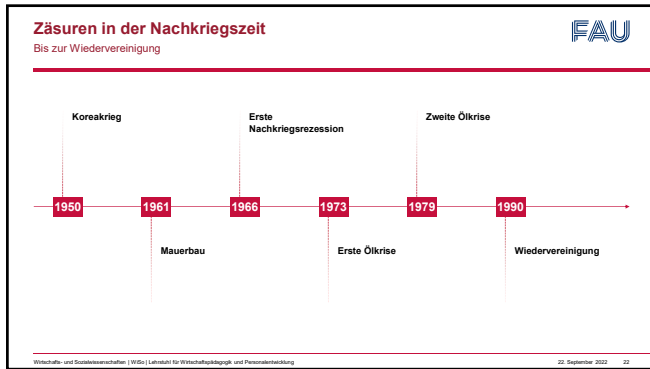 Zäsuren in der Nachkriegszeit
FAU
Bis zur Wiedervereinigung
Koreakrieg
Erste
Nachkriegsrezession
Zweite Ölkrise
1950 1961 1966 1973 1979 1990
Mauerbau
Erste Ölkrise
Wiedervereinigung
Wirtschafts- und Sozialwissenschaften | WiSo | Lehrstuhl für Wirtschaftspädagogik und Personalentwicklung
22. September 2022 22